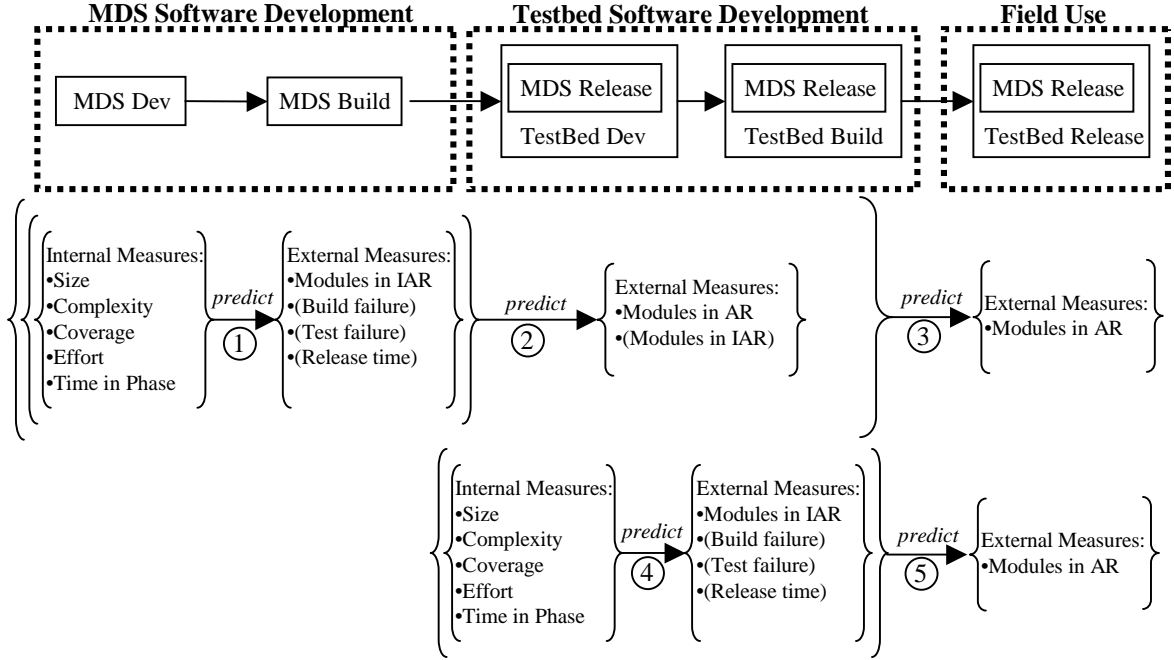 MDS Software Development
Testbed Software Development
Field Use
MDS Dev
MDS Build
MDS Release
TestBed Dev
MDS Release
TestBed Build
MDS Release
TestBed Release
Internal Measures:
•Size
•Complexity
•Coverage
•Effort
•Time in Phase
predict
1
External Measures:
•Modules in IAR
•(Build failure)
•(Test failure)
•(Release time)
predict
2
External Measures:
•Modules in AR
•(Modules in IAR)
predict
3
External Measures:
•Modules in AR
Internal Measures:
•Size
•Complexity
•Coverage
•Effort
•Time in Phase
predict
4
External Measures:
•Modules in IAR
•(Build failure)
•(Test failure)
•(Release time)
predict
5
External Measures:
•Modules in AR